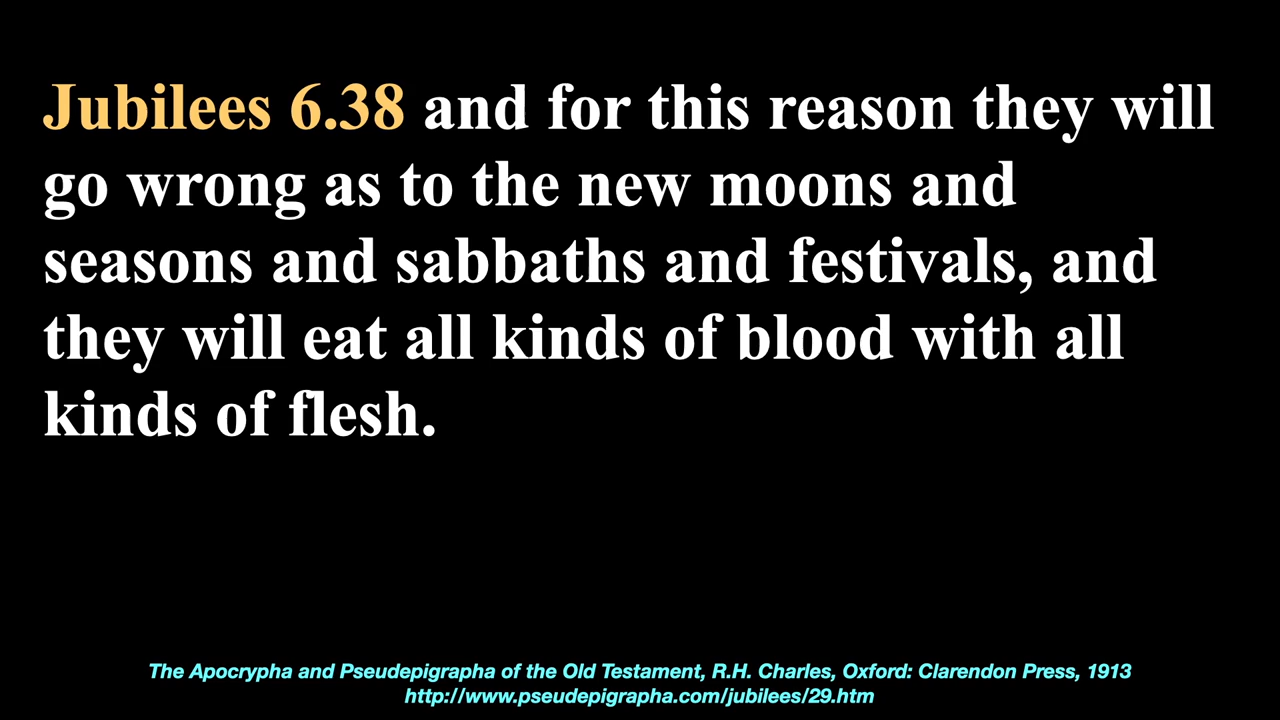 Jubilees 6.38 and for this reason they will
go wrong as to the new moons and
seasons and sabbaths and festivals, and
they will eat all kinds of blood with all
kinds of flesh.
The Apocrypha and Pseudepigrapha of the Old Testament, R.H. Charles, Oxford: Clarendon Press, 1913
http://www.pseudepigrapha.com/jubilees/29.htm